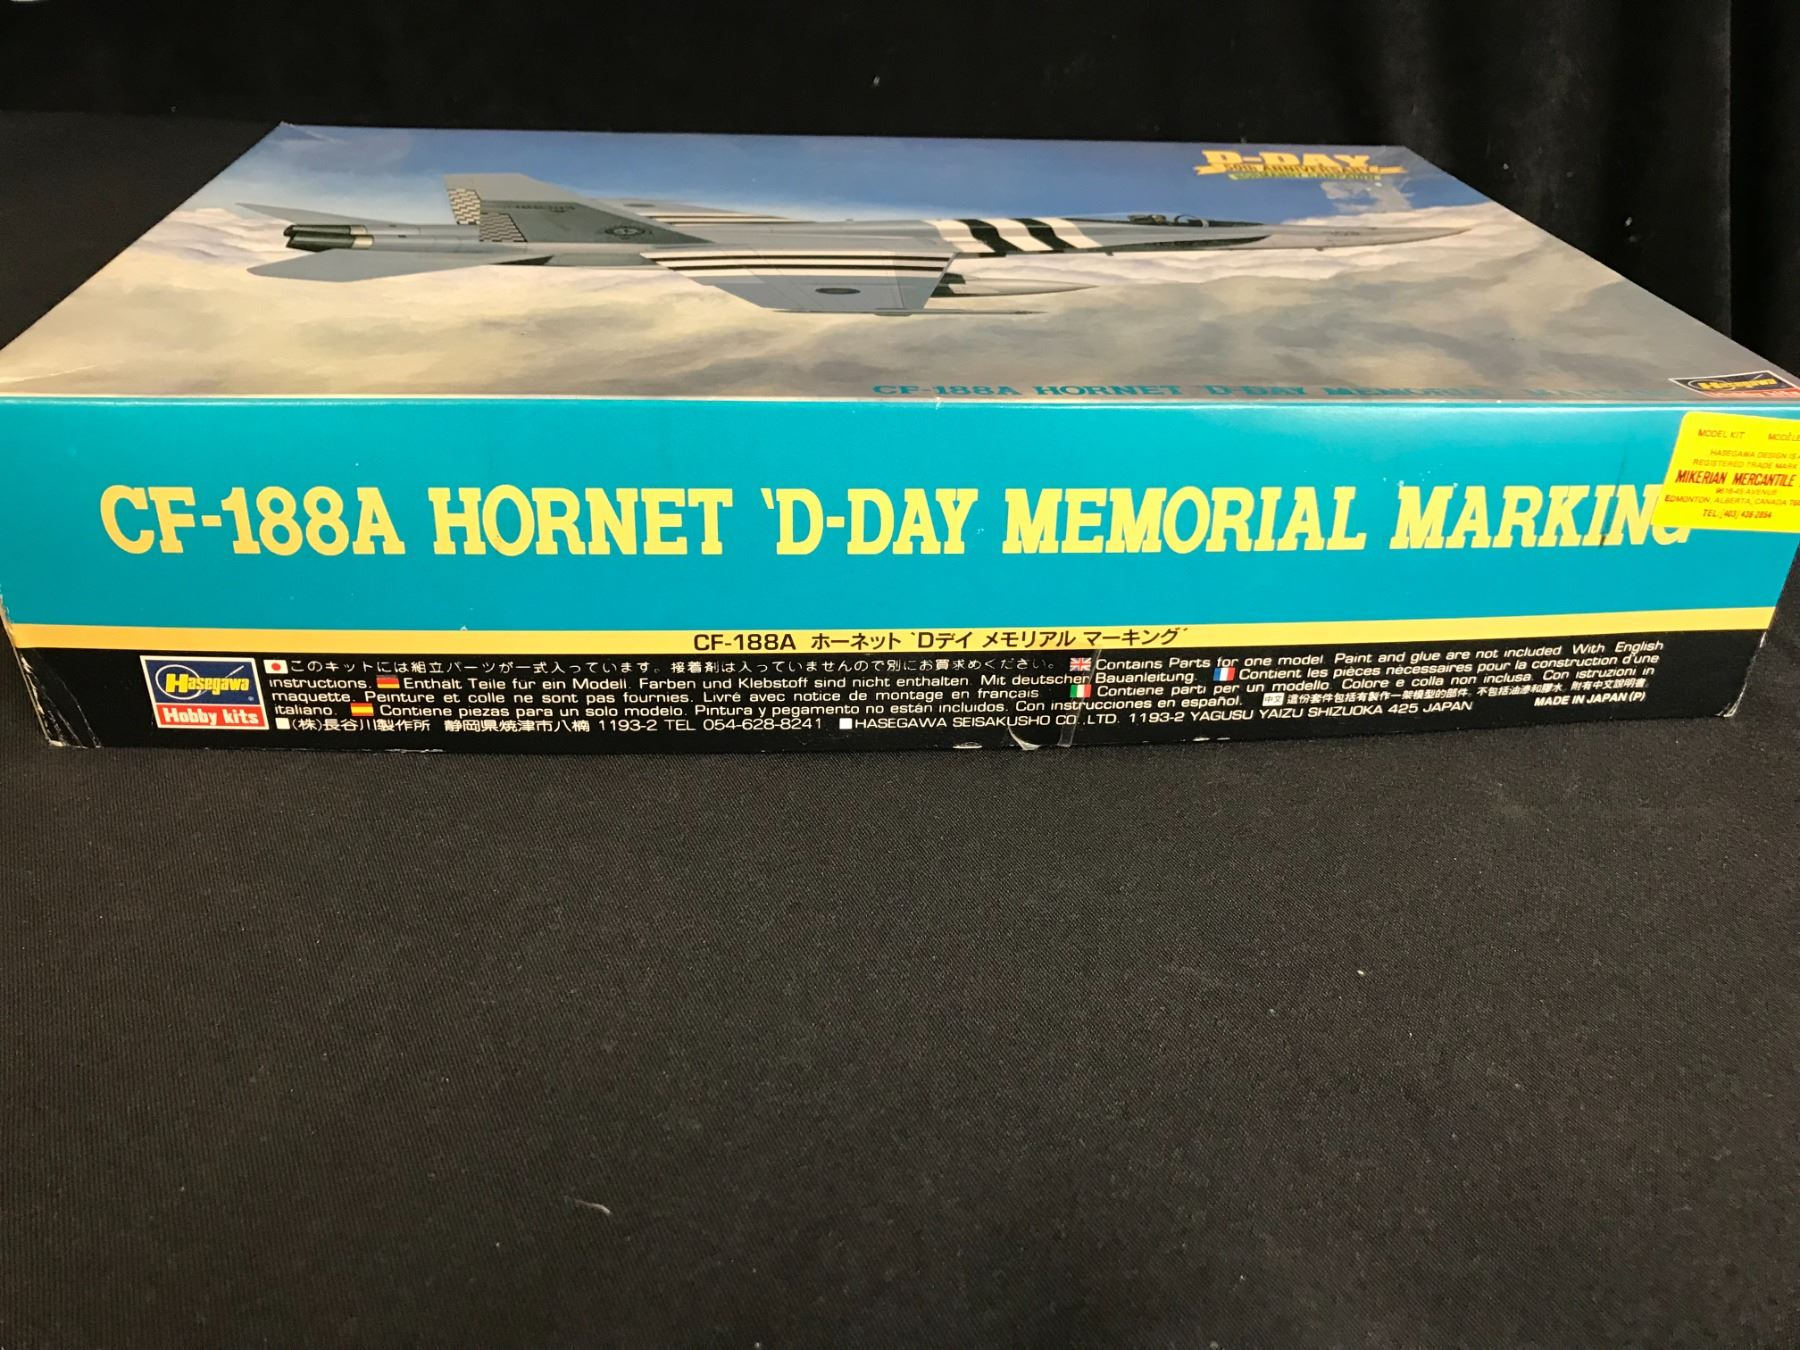 D-DAY
50TH ANNIVERSARY
CF-188A HORNET 'D-DAY
Hasegawa
MODEL KIT
HASEGAWA DESIGN IS
REGISTERED TRADE MARK
MIKERIAN MERCANTILE
9616-45 AVENUE
EDMONTON, ALBERTA, CANADA
TEL: (403) 426-2854
CF-188A HORNET 'D-DAY MEMORIAL MARKING
CF-188A ホーネット 'Dデイ メモリアル マーキング'
Hasegawa
Hobby kits
このキットには組立パーツが一式入っています。接着剤は入っていませんので別にお買求めください。 Contains Parts for one model. Paint and glue are not included. With English
instructions. Enthält Teile für ein Modell. Farben und Klebstoff sind nicht enthalten. Mit deutscher Bauanleitung. Contient les pièces nécessaires pour la construction d'une
maquette. Peinture et colle ne sont pas fournies. Livré avec notice de montage en francais. Contiene parti per un modello. Colore e colla non inclusa. Con istruzioni in
italiano. Contiene piezas para un solo modelo. Pintura y pegamento no están incluidos. Con instrucciones en español. 中文 這份套件包括有製作一架模型的部件。不包括油漆和膠水。附有中文說明書。
(株)長谷川製作所 静岡県焼津市八楠 1193-2 TEL 054-628-8241 HASEGAWA SEISAKUSHO CO.,LTD. 1193-2 YAGUSU YAIZU SHIZUOKA 425 JAPAN MADE IN JAPAN (P)